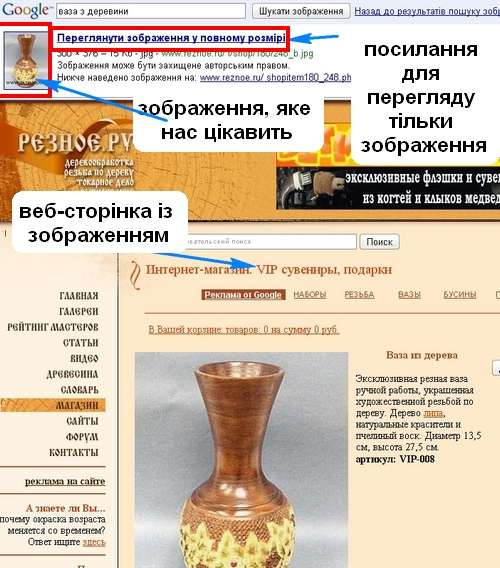 Google
ваза з деревини
Шукати зображення
Назад до результатів пошуку зобр
Переглянути зображення у повному розмірі
500 × 376 – 15 Кб - jpg - www.reznoe.ru
248_b.jpg
Зображення може бути захищене авторським правом.
Нижче наведено зображення на: www.reznoe.ru/shopitem180_248.ph
посилання
для
перегляду
тільки
зображення
зображення, яке
нас цікавить
РЕЗНОЕ.РУ
деревообработка
резьба по дереву
токарное дело
эксклюзивные флэшки и суве
из когтей и клыков медве
веб-сторінка із
зображенням
поиск
Поиск
Интернет-магазин. VIP сувениры, подарки
Реклама от Google
НАБОРЫ
РЕЗЬБА
ВАЗЫ
БУСИНЫ
ГЛАВНАЯ
ГАЛЕРЕИ
РЕЙТИНГ МАСТЕРОВ
СТАТЬИ
ВИДЕО
ДРЕВЕСИНА
СЛОВАРЬ
МАГАЗИН
САЙТЫ
ФОРУМ
КОНТАКТЫ
реклама на сайте
А знаете ли Вы...
почему окраска возраста
меняется со временем?
Ответ ищите здесь
В Вашей корзине: товаров: 0 на сумму 0 руб.
Ваза из дерева
Эксклюзивная резная ваза
ручной работы, украшенная
художественной резьбой по
дереву. Дерево липа,
натуральные красители и
пчелиный воск. Диаметр 13,5
см, высота 27,5 см.
артикул: VIP-008